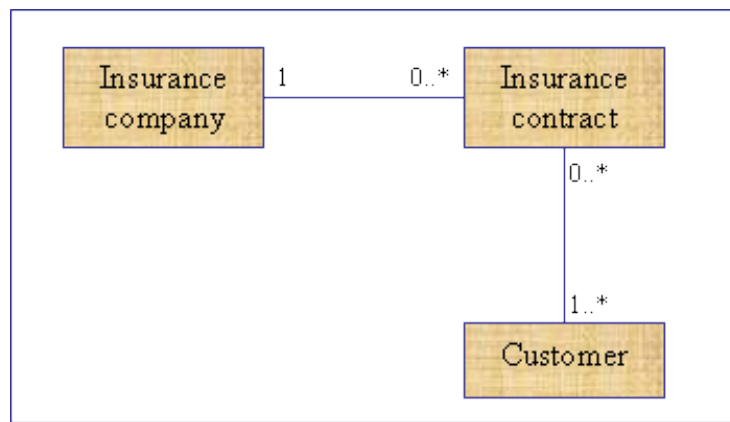 Insurance
company
1
0..*
Insurance
contract
0..*
1..*
Customer